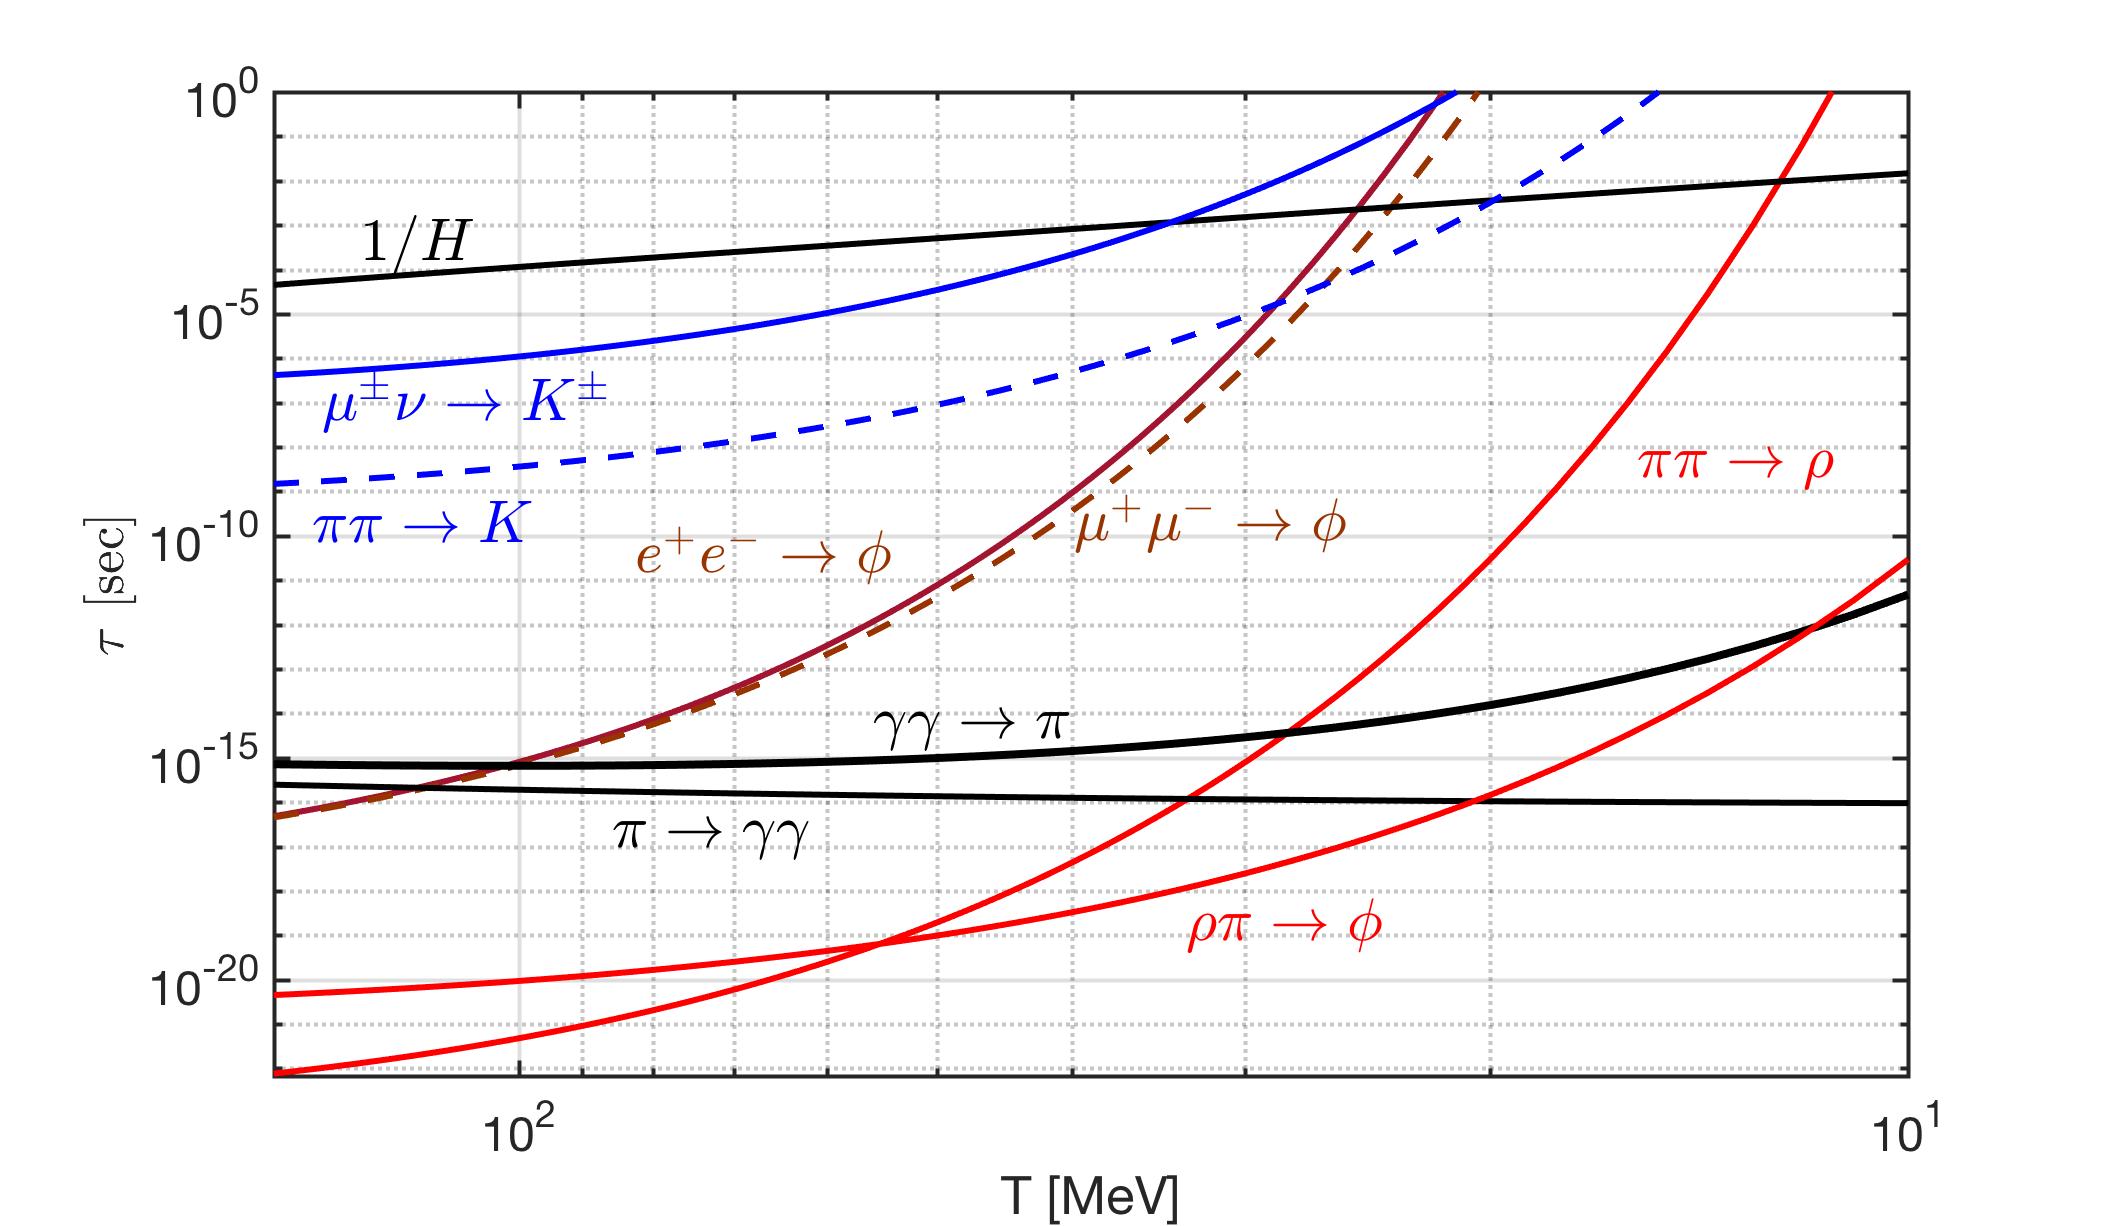 10^0
1/H
10^-5
μ^±ν → K^±
ππ → ρ
ππ → K
10^-10
e^+e^- → ϕ
μ^+μ^- → ϕ
τ [sec]
γγ → π
10^-15
π → γγ
ρπ → ϕ
10^-20
10^2
10^1
T [MeV]